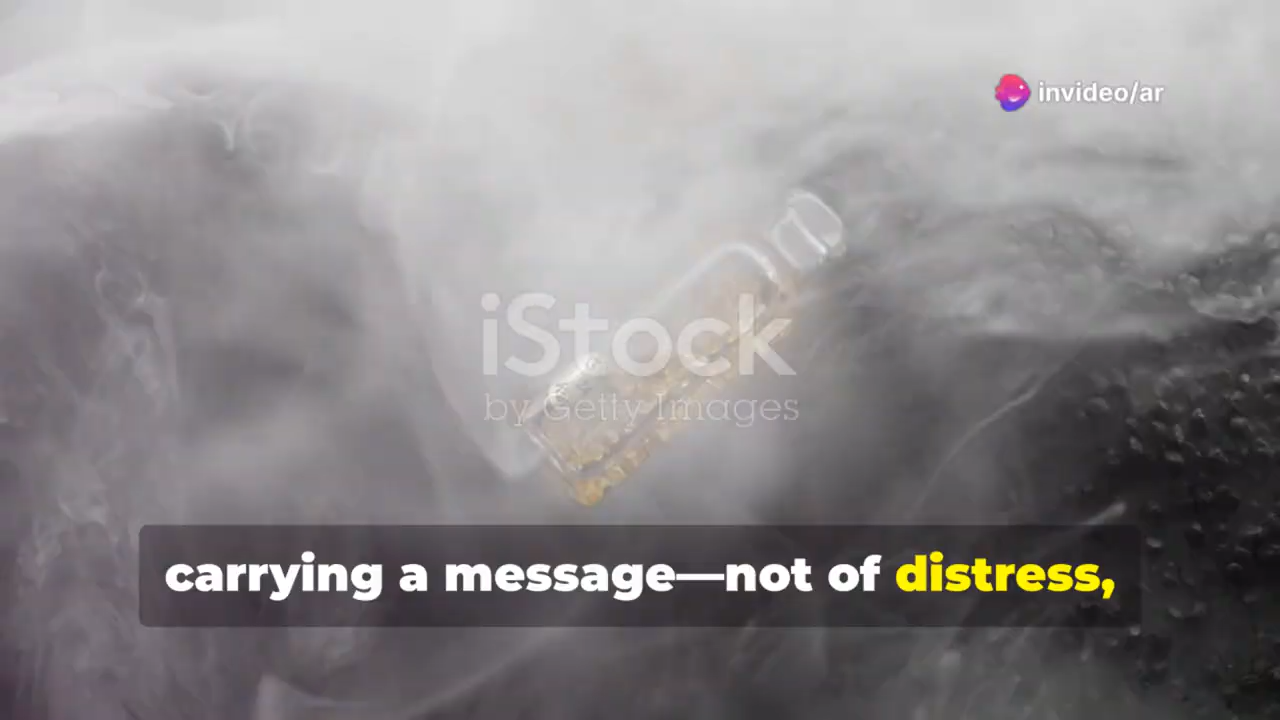 invideo/ar
iStock
by Getty Images
carrying a message—not of distress,